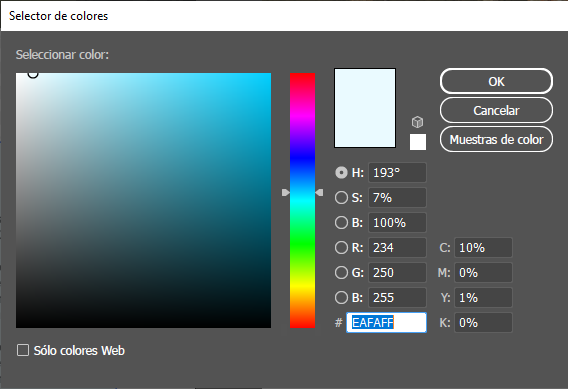 Selector de colores
Seleccionar color:
OK
Cancelar
Muestras de color
H: 193°
S: 7%
B: 100%
R: 234 C: 10%
G: 250 M: 0%
B: 255 Y: 1%
# EAFAFF K: 0%
Sólo colores Web